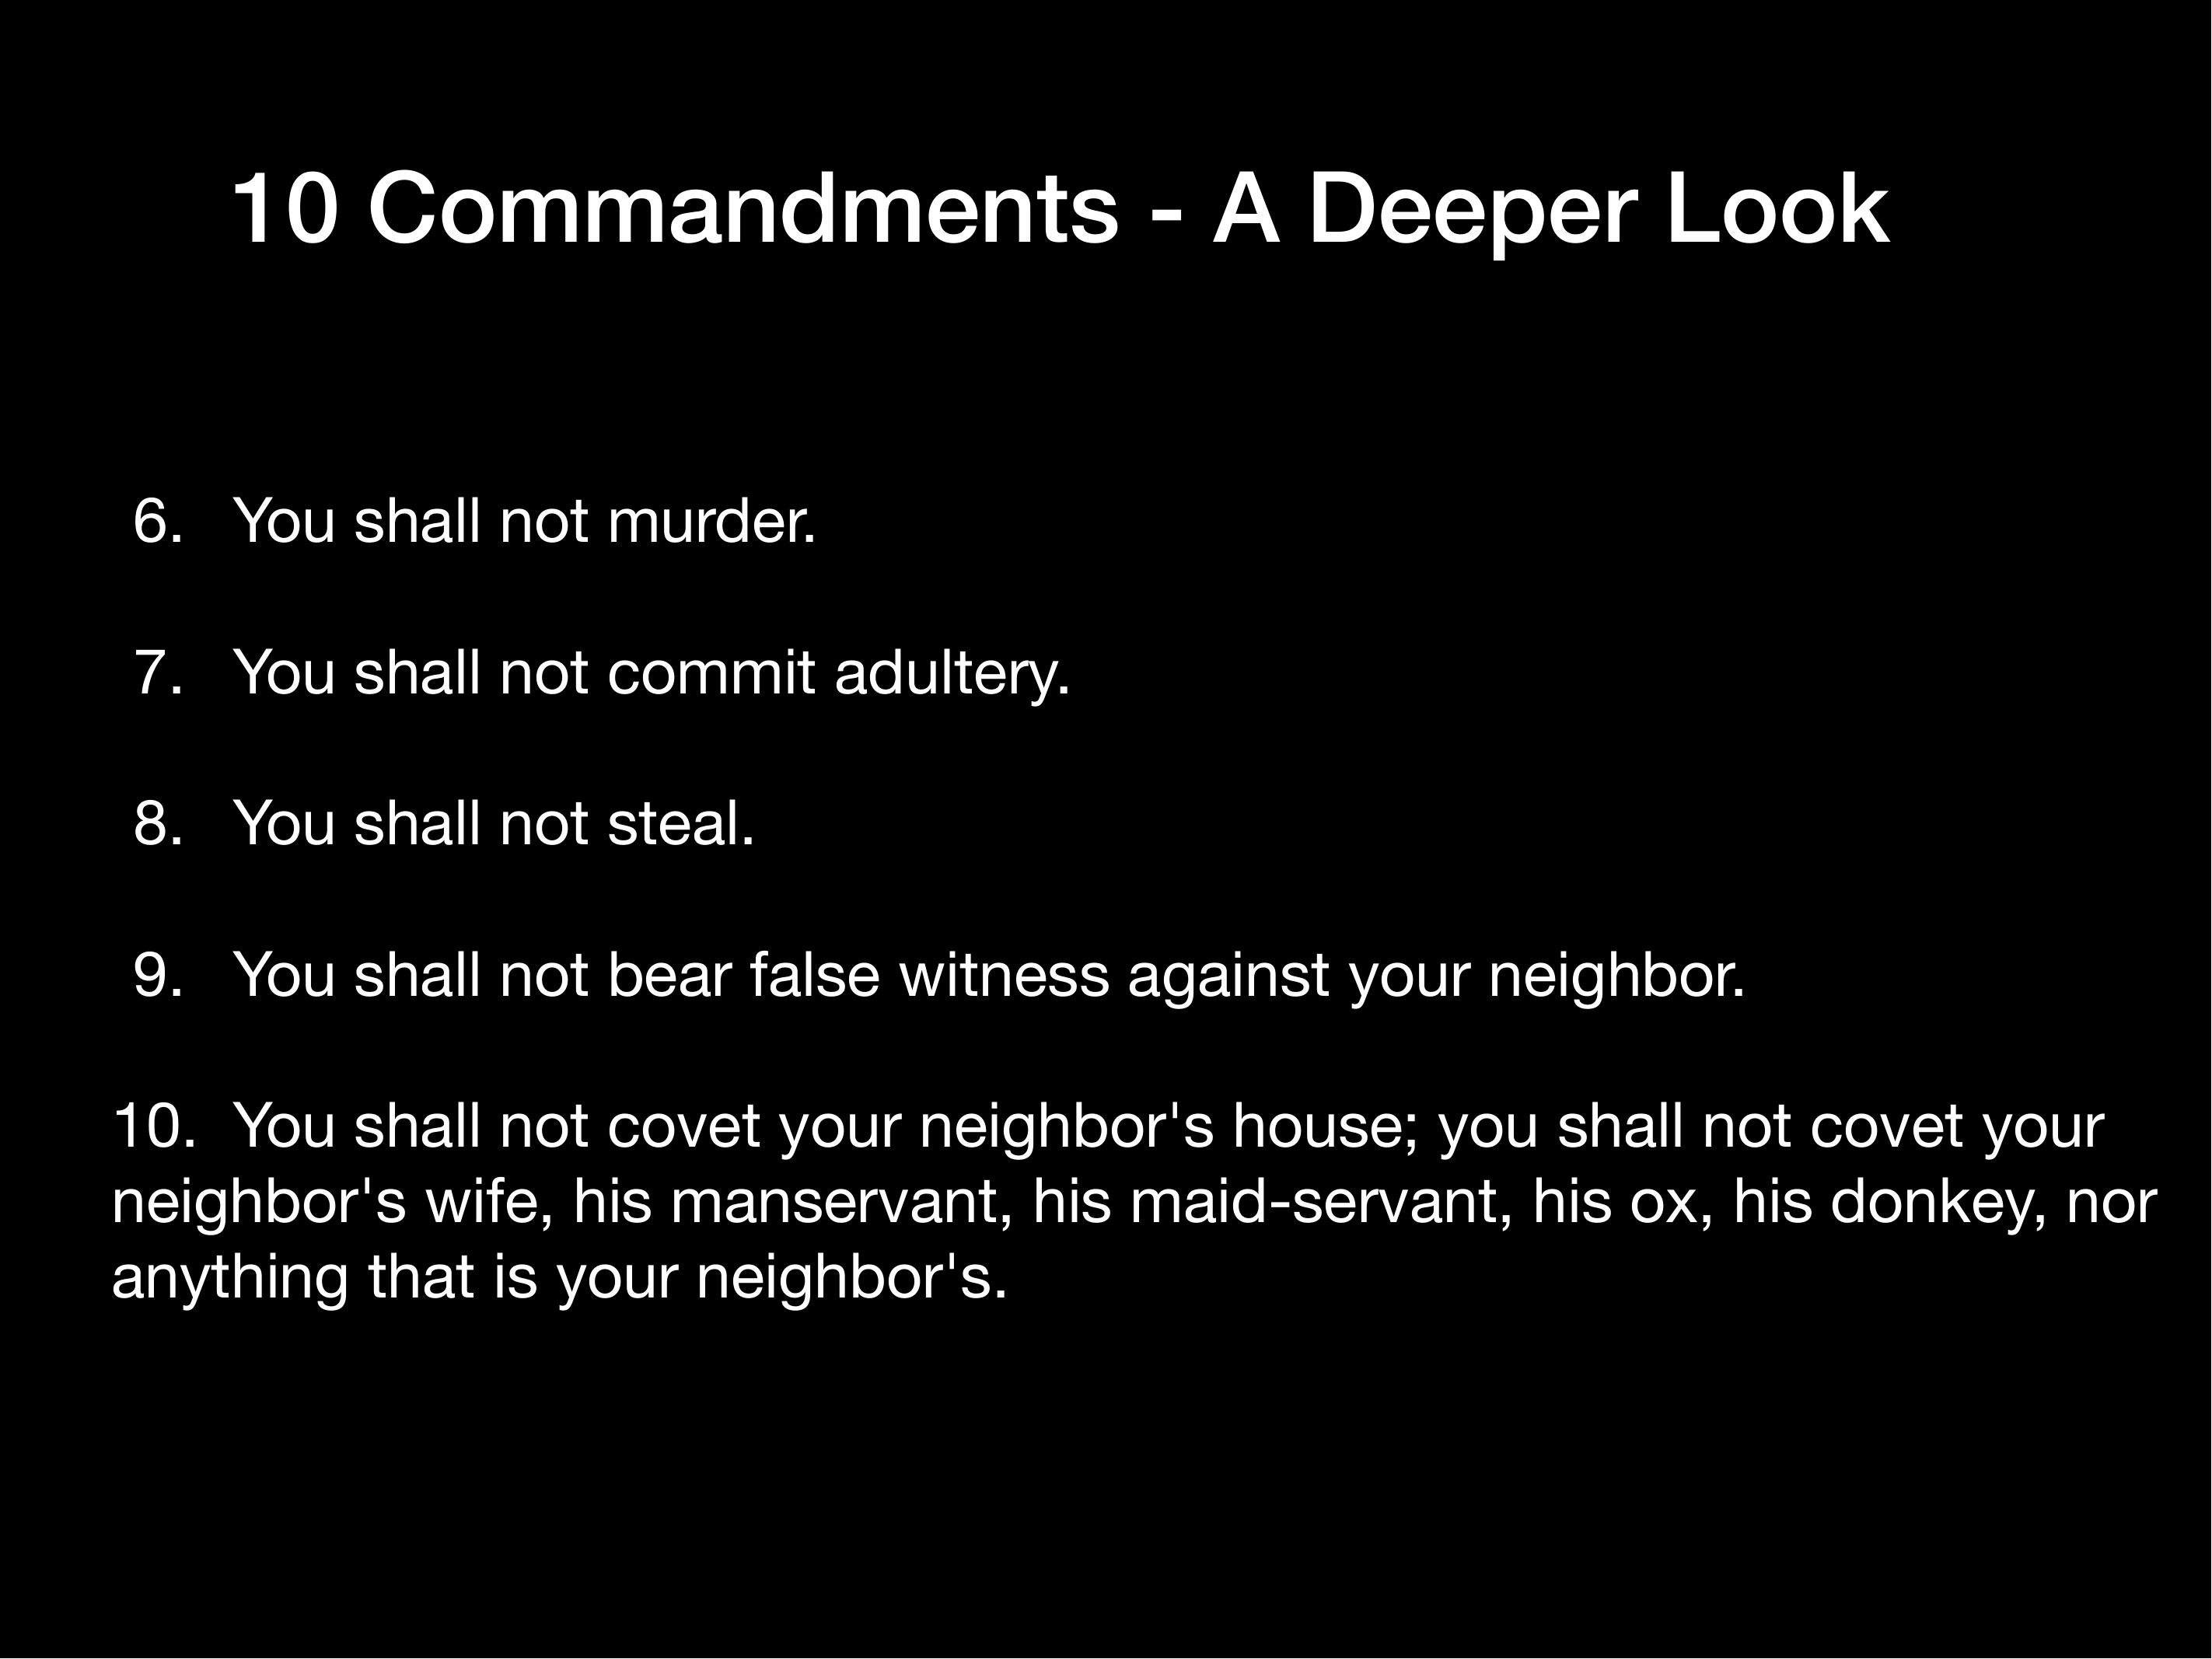 10 Commandments - A Deeper Look
6. You shall not murder.
7. You shall not commit adultery.
8. You shall not steal.
9. You shall not bear false witness against your neighbor.
10. You shall not covet your neighbor's house; you shall not covet your
neighbor's wife, his manservant, his maid-servant, his ox, his donkey, nor
anything that is your neighbor's.